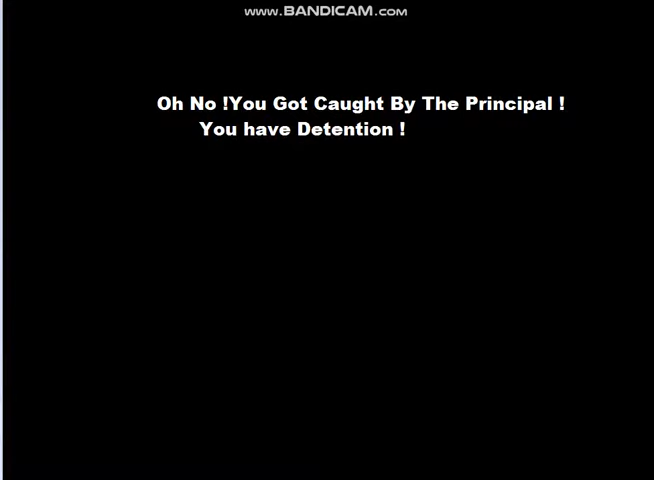 www.BANDICAM.com
Oh No !You Got Caught By The Principal !
You have Detention !